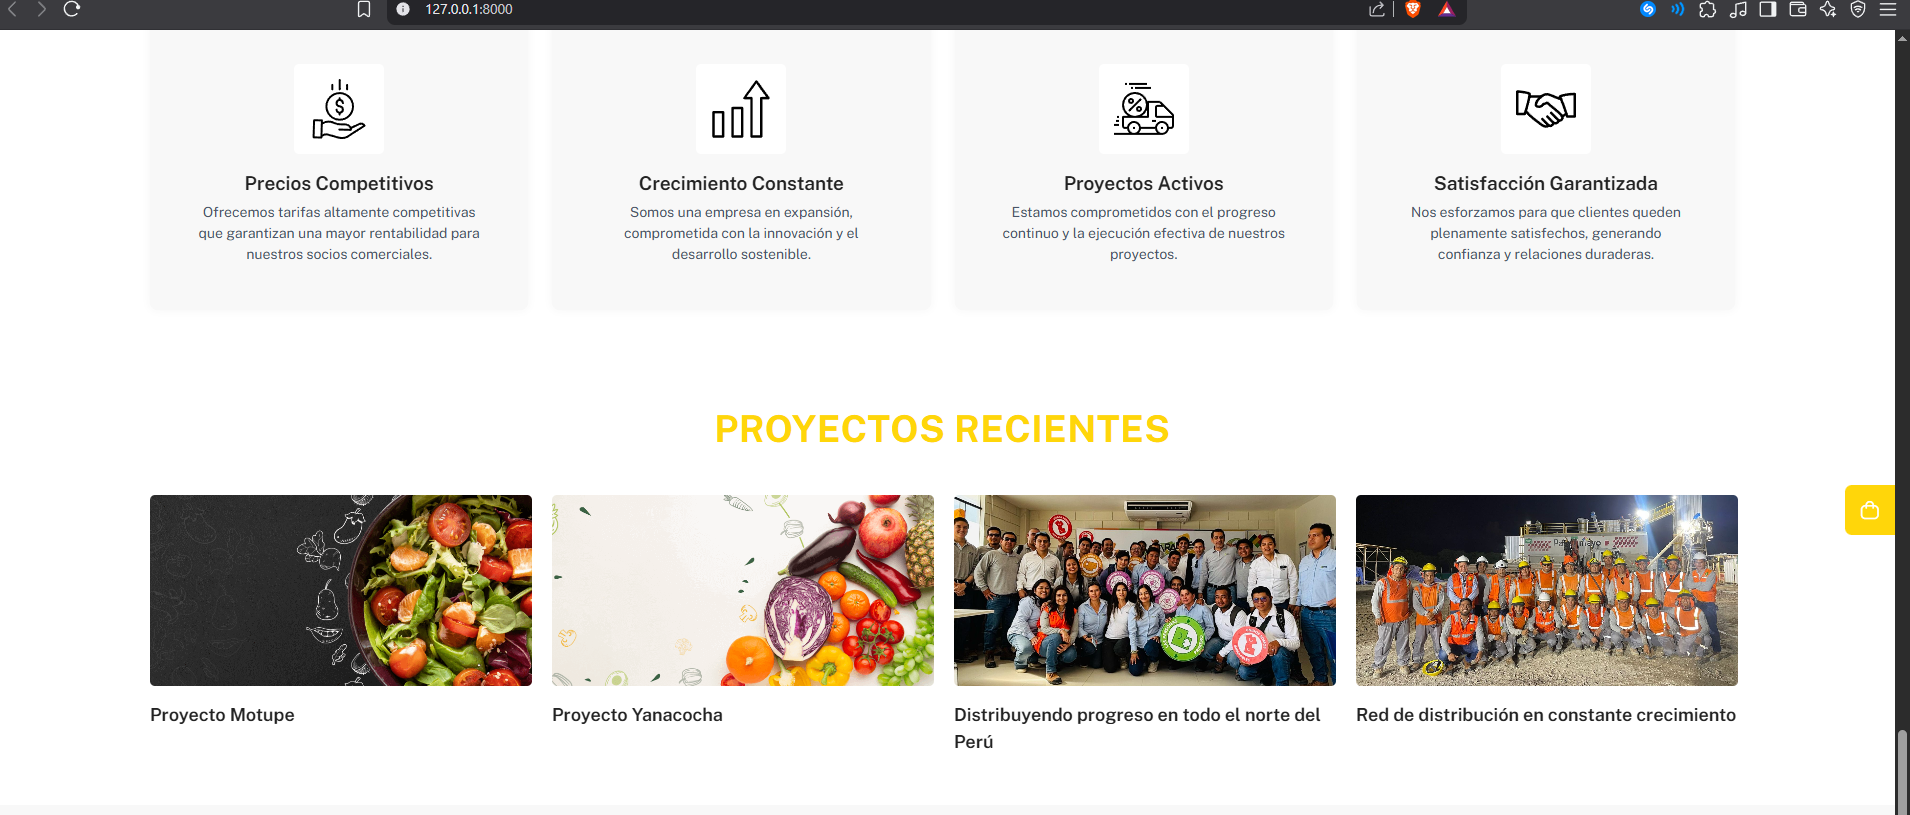 127.0.0.1:8000
Precios Competitivos
Ofrecemos tarifas altamente competitivas
que garantizan una mayor rentabilidad para
nuestros socios comerciales.
Crecimiento Constante
Somos una empresa en expansión,
comprometida con la innovación y el
desarrollo sostenible.
Proyectos Activos
Estamos comprometidos con el progreso
continuo y la ejecución efectiva de nuestros
proyectos.
Satisfacción Garantizada
Nos esforzamos para que clientes queden
plenamente satisfechos, generando
confianza y relaciones duraderas.
PROYECTOS RECIENTES
Proyecto Motupe
Proyecto Yanacocha
Distribuyendo progreso en todo el norte del
Perú
Red de distribución en constante crecimiento